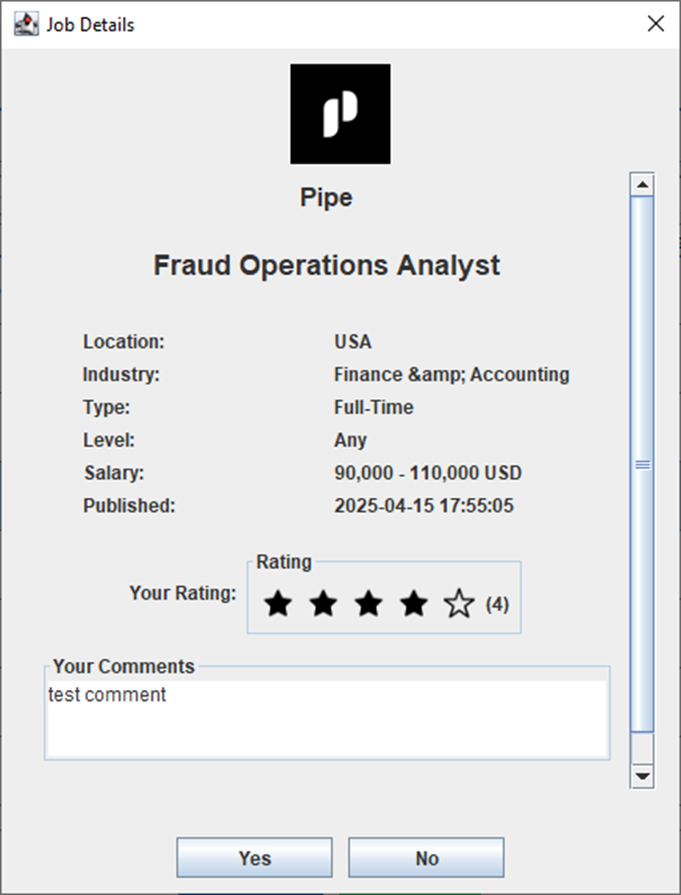 Job Details
Pipe
Fraud Operations Analyst
Location: USA
Industry: Finance &amp; Accounting
Type: Full-Time
Level: Any
Salary: 90,000 - 110,000 USD
Published: 2025-04-15 17:55:05
Rating
Your Rating: (4)
Your Comments
test comment
Yes No